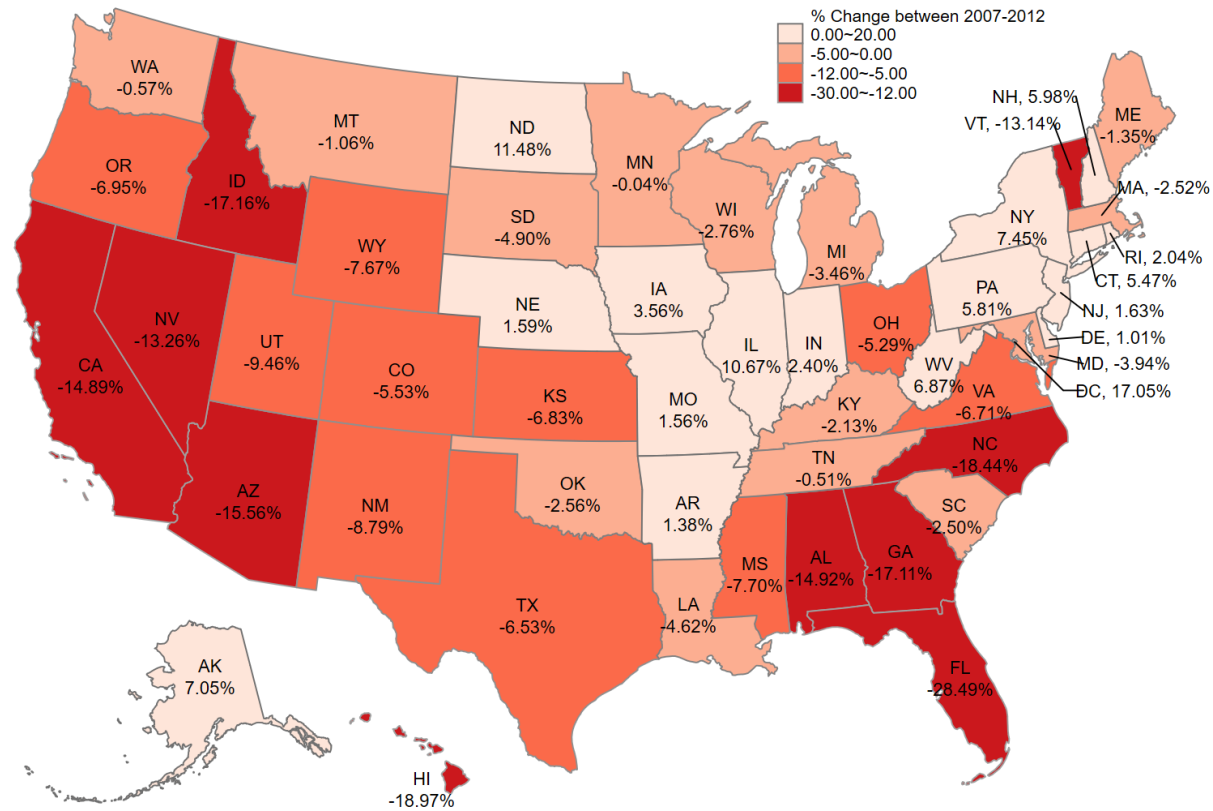 % Change between 2007-2012
0.00~20.00
-5.00~0.00
-12.00~-5.00
-30.00~-12.00
WA
-0.57%
OR
-6.95%
ID
-17.16%
MT
-1.06%
ND
11.48%
MN
-0.04%
SD
-4.90%
WI
-2.76%
MI
-3.46%
WY
-7.67%
NE
1.59%
IA
3.56%
NV
-13.26%
CA
-14.89%
UT
-9.46%
CO
-5.53%
KS
-6.83%
MO
1.56%
IL
10.67%
IN
2.40%
OH
-5.29%
KY
-2.13%
WV
6.87%
VA
-6.71%
PA
5.81%
NY
7.45%
NH, 5.98%
VT, -13.14%
ME
-1.35%
MA, -2.52%
RI, 2.04%
CT, 5.47%
NJ, 1.63%
DE, 1.01%
MD, -3.94%
DC, 17.05%
AZ
-15.56%
NM
-8.79%
OK
-2.56%
AR
1.38%
TN
-0.51%
NC
-18.44%
SC
-2.50%
TX
-6.53%
LA
-4.62%
MS
-7.70%
AL
-14.92%
GA
-17.11%
FL
-28.49%
AK
7.05%
HI
-18.97%